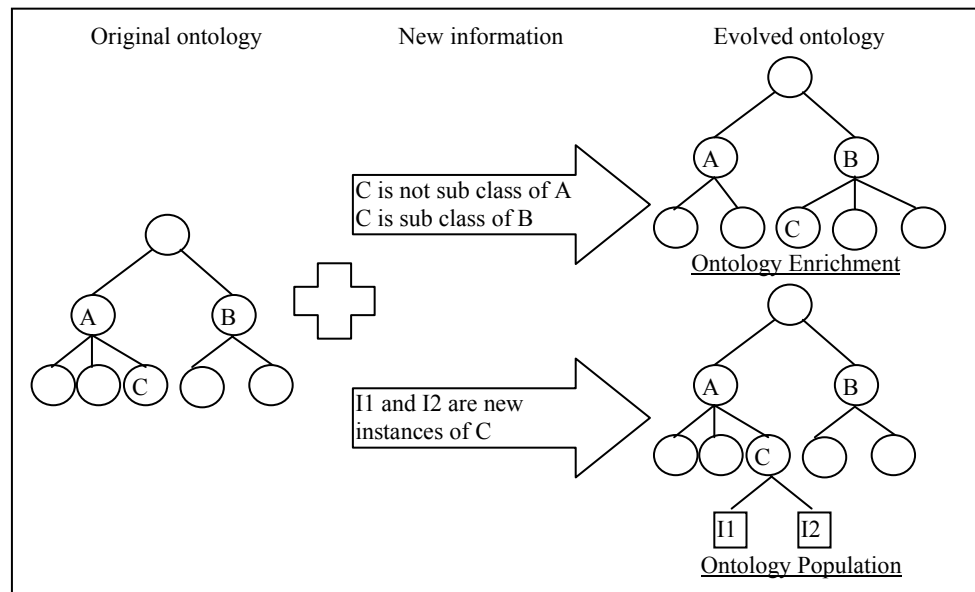 Original ontology
New information
Evolved ontology
A
B
C is not sub class of A
C is sub class of B
C
Ontology Enrichment
A
B
C
I1 and I2 are new
instances of C
A
B
C
I1
I2
Ontology Population